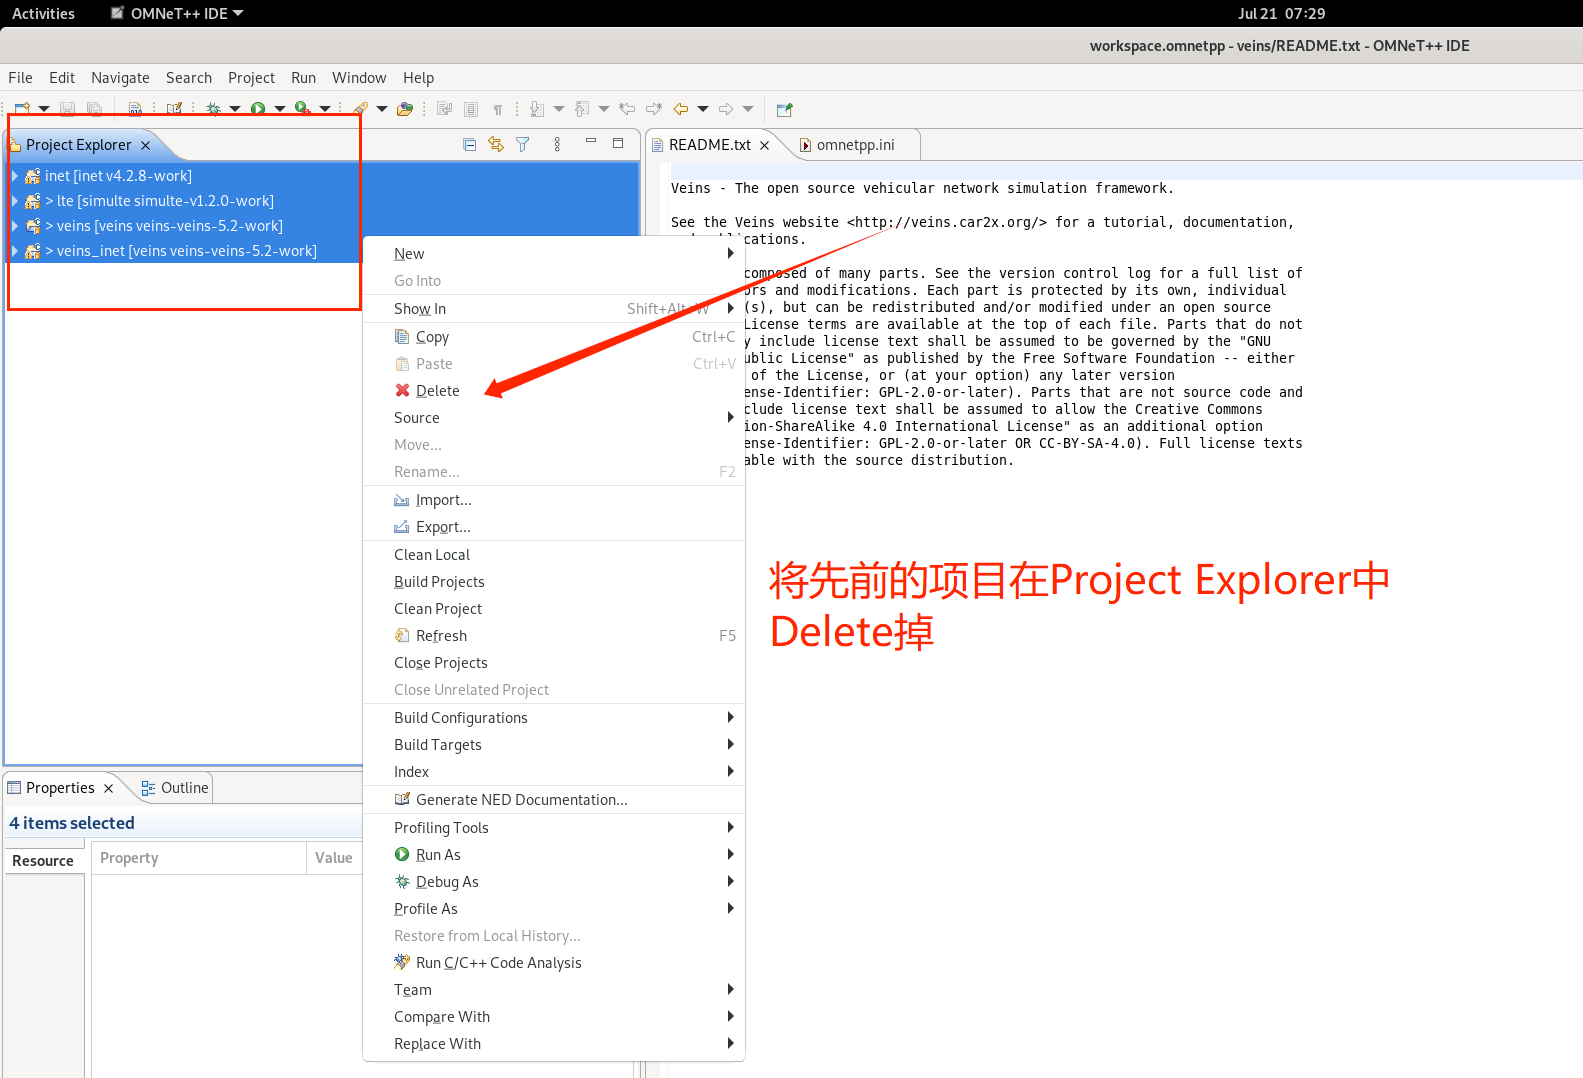 Activities OMNeT++ IDE Jul 21 07:29
workspace.omnetpp - veins/README.txt - OMNeT++ IDE
File Edit Navigate Search Project Run Window Help
Project Explorer
inet [inet v4.2.8-work]
> lte [simulte simulte-v1.2.0-work]
> veins [veins veins-veins-5.2-work]
> veins_inet [veins veins-veins-5.2-work]
New
Go Into
Show In Shift+Alt+W
Copy Ctrl+C
Paste Ctrl+V
Delete
Source
Move...
Rename... F2
Import...
Export...
Clean Local
Build Projects
Clean Project
Refresh F5
Close Projects
Close Unrelated Project
Build Configurations
Build Targets
Index
Generate NED Documentation...
Profiling Tools
Run As
Debug As
Profile As
Restore from Local History...
Run C/C++ Code Analysis
Team
Compare With
Replace With
README.txt omnetpp.ini
Veins - The open source vehicular network simulation framework.
See the Veins website <http://veins.car2x.org/> for a tutorial, documentation,
lications.
composed of many parts. See the version control log for a full list of
ors and modifications. Each part is protected by its own, individual
(s), but can be redistributed and/or modified under an open source
License terms are available at the top of each file. Parts that do not
y include license text shall be assumed to be governed by the "GNU
ublic License" as published by the Free Software Foundation -- either
of the License, or (at your option) any later version
ense-Identifier: GPL-2.0-or-later). Parts that are not source code and
clude license text shall be assumed to allow the Creative Commons
ion-ShareAlike 4.0 International License" as an additional option
ense-Identifier: GPL-2.0-or-later OR CC-BY-SA-4.0). Full license texts
able with the source distribution.
将先前的项目在Project Explorer中
Delete掉
Properties Outline
4 items selected
Resource Property Value